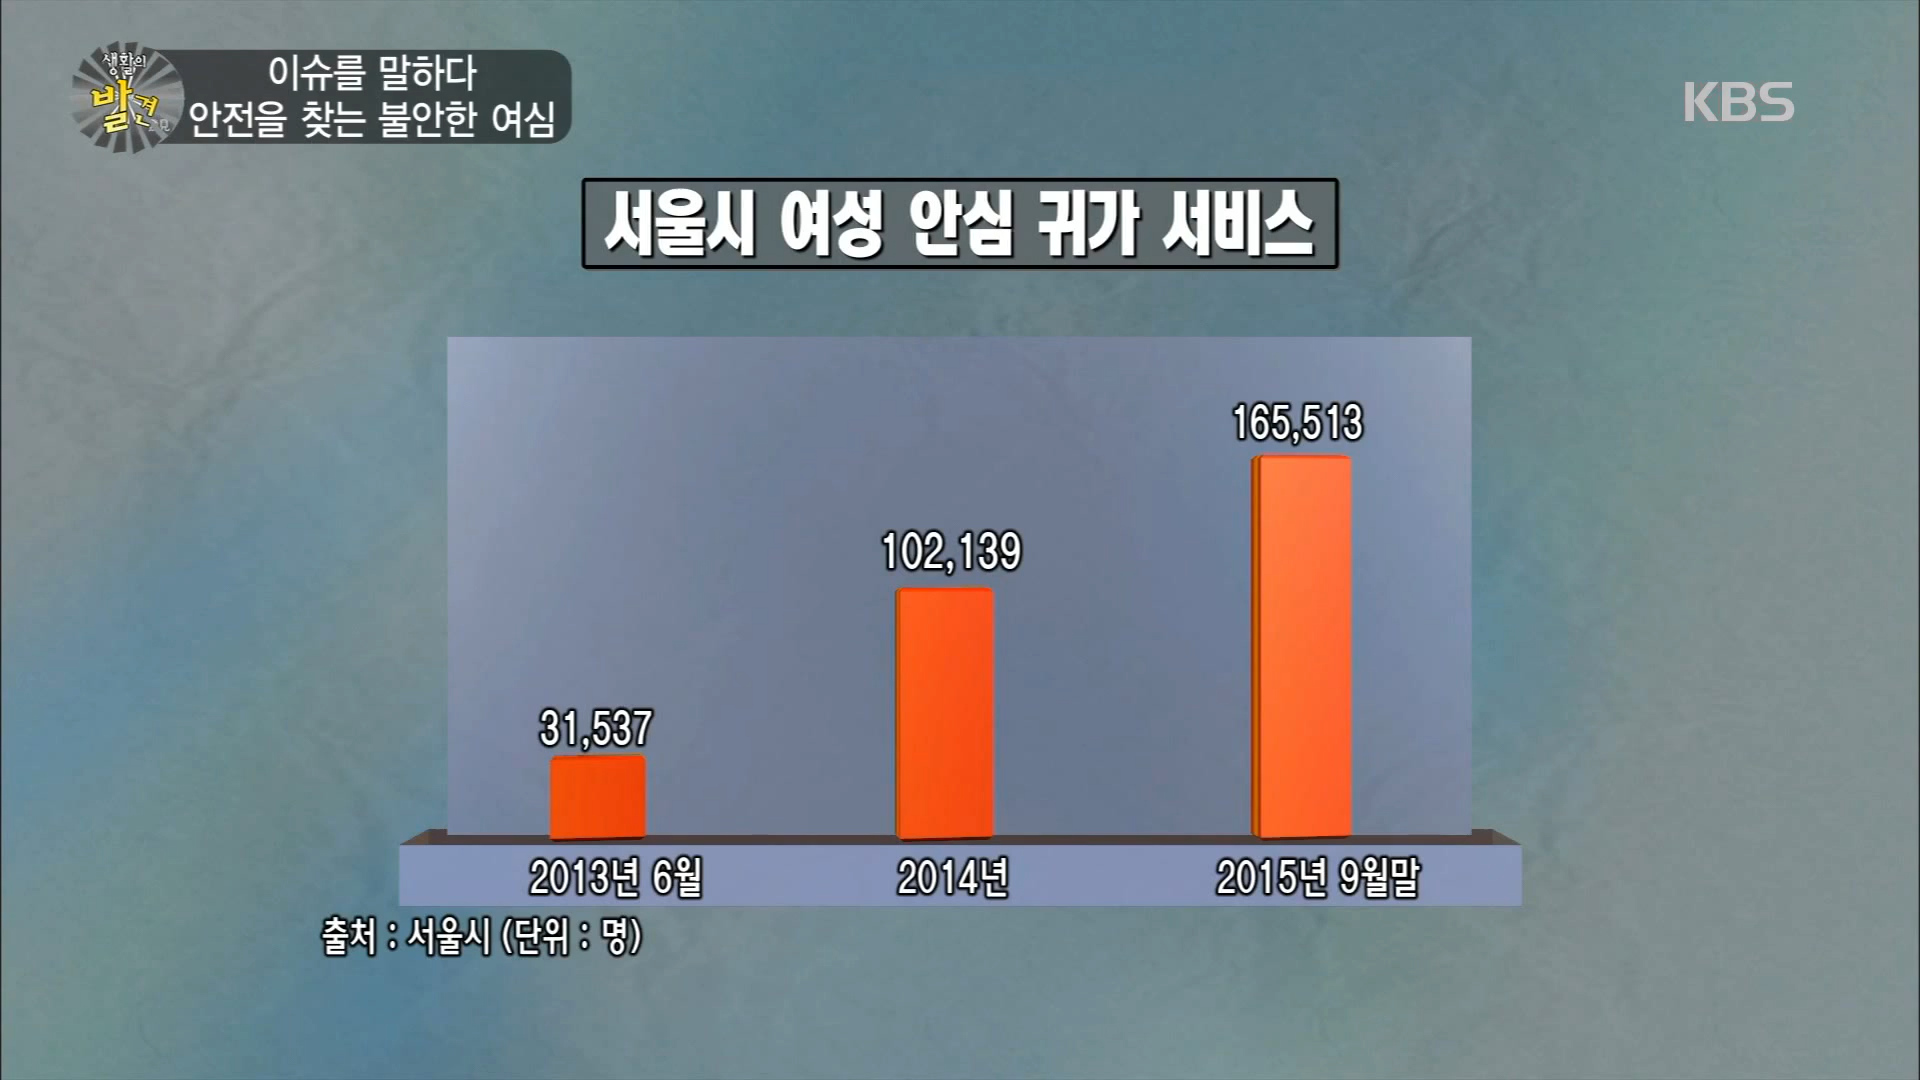 생활의
발견
이슈를 말하다
안전을 찾는 불안한 여심
KBS
서울시 여성 안심 귀가 서비스
165,513
102,139
31,537
2013년 6월
2014년
2015년 9월말
출처 : 서울시 (단위 : 명)